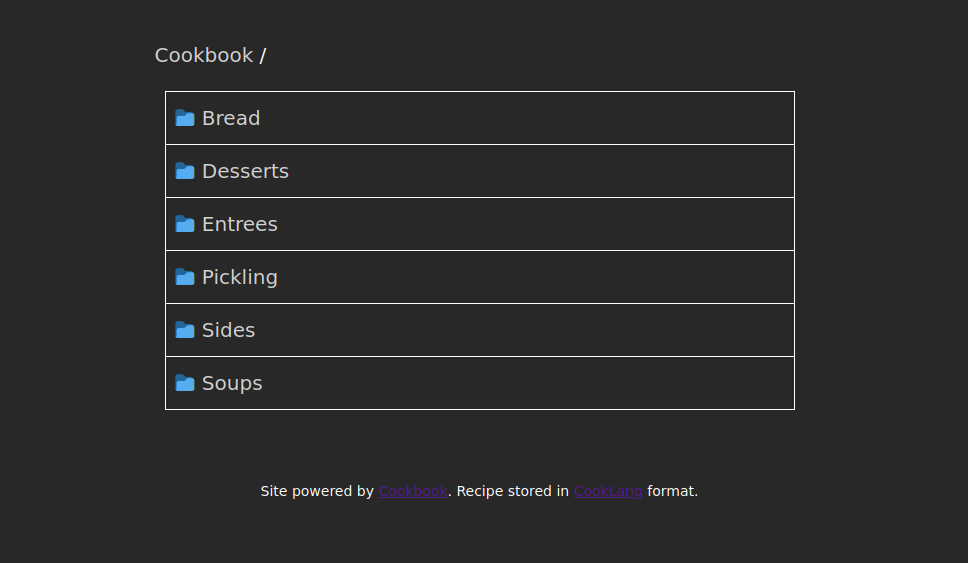 Cookbook /
Bread
Desserts
Entrees
Pickling
Sides
Soups
Site powered by Cookbook. Recipe stored in CookLang format.